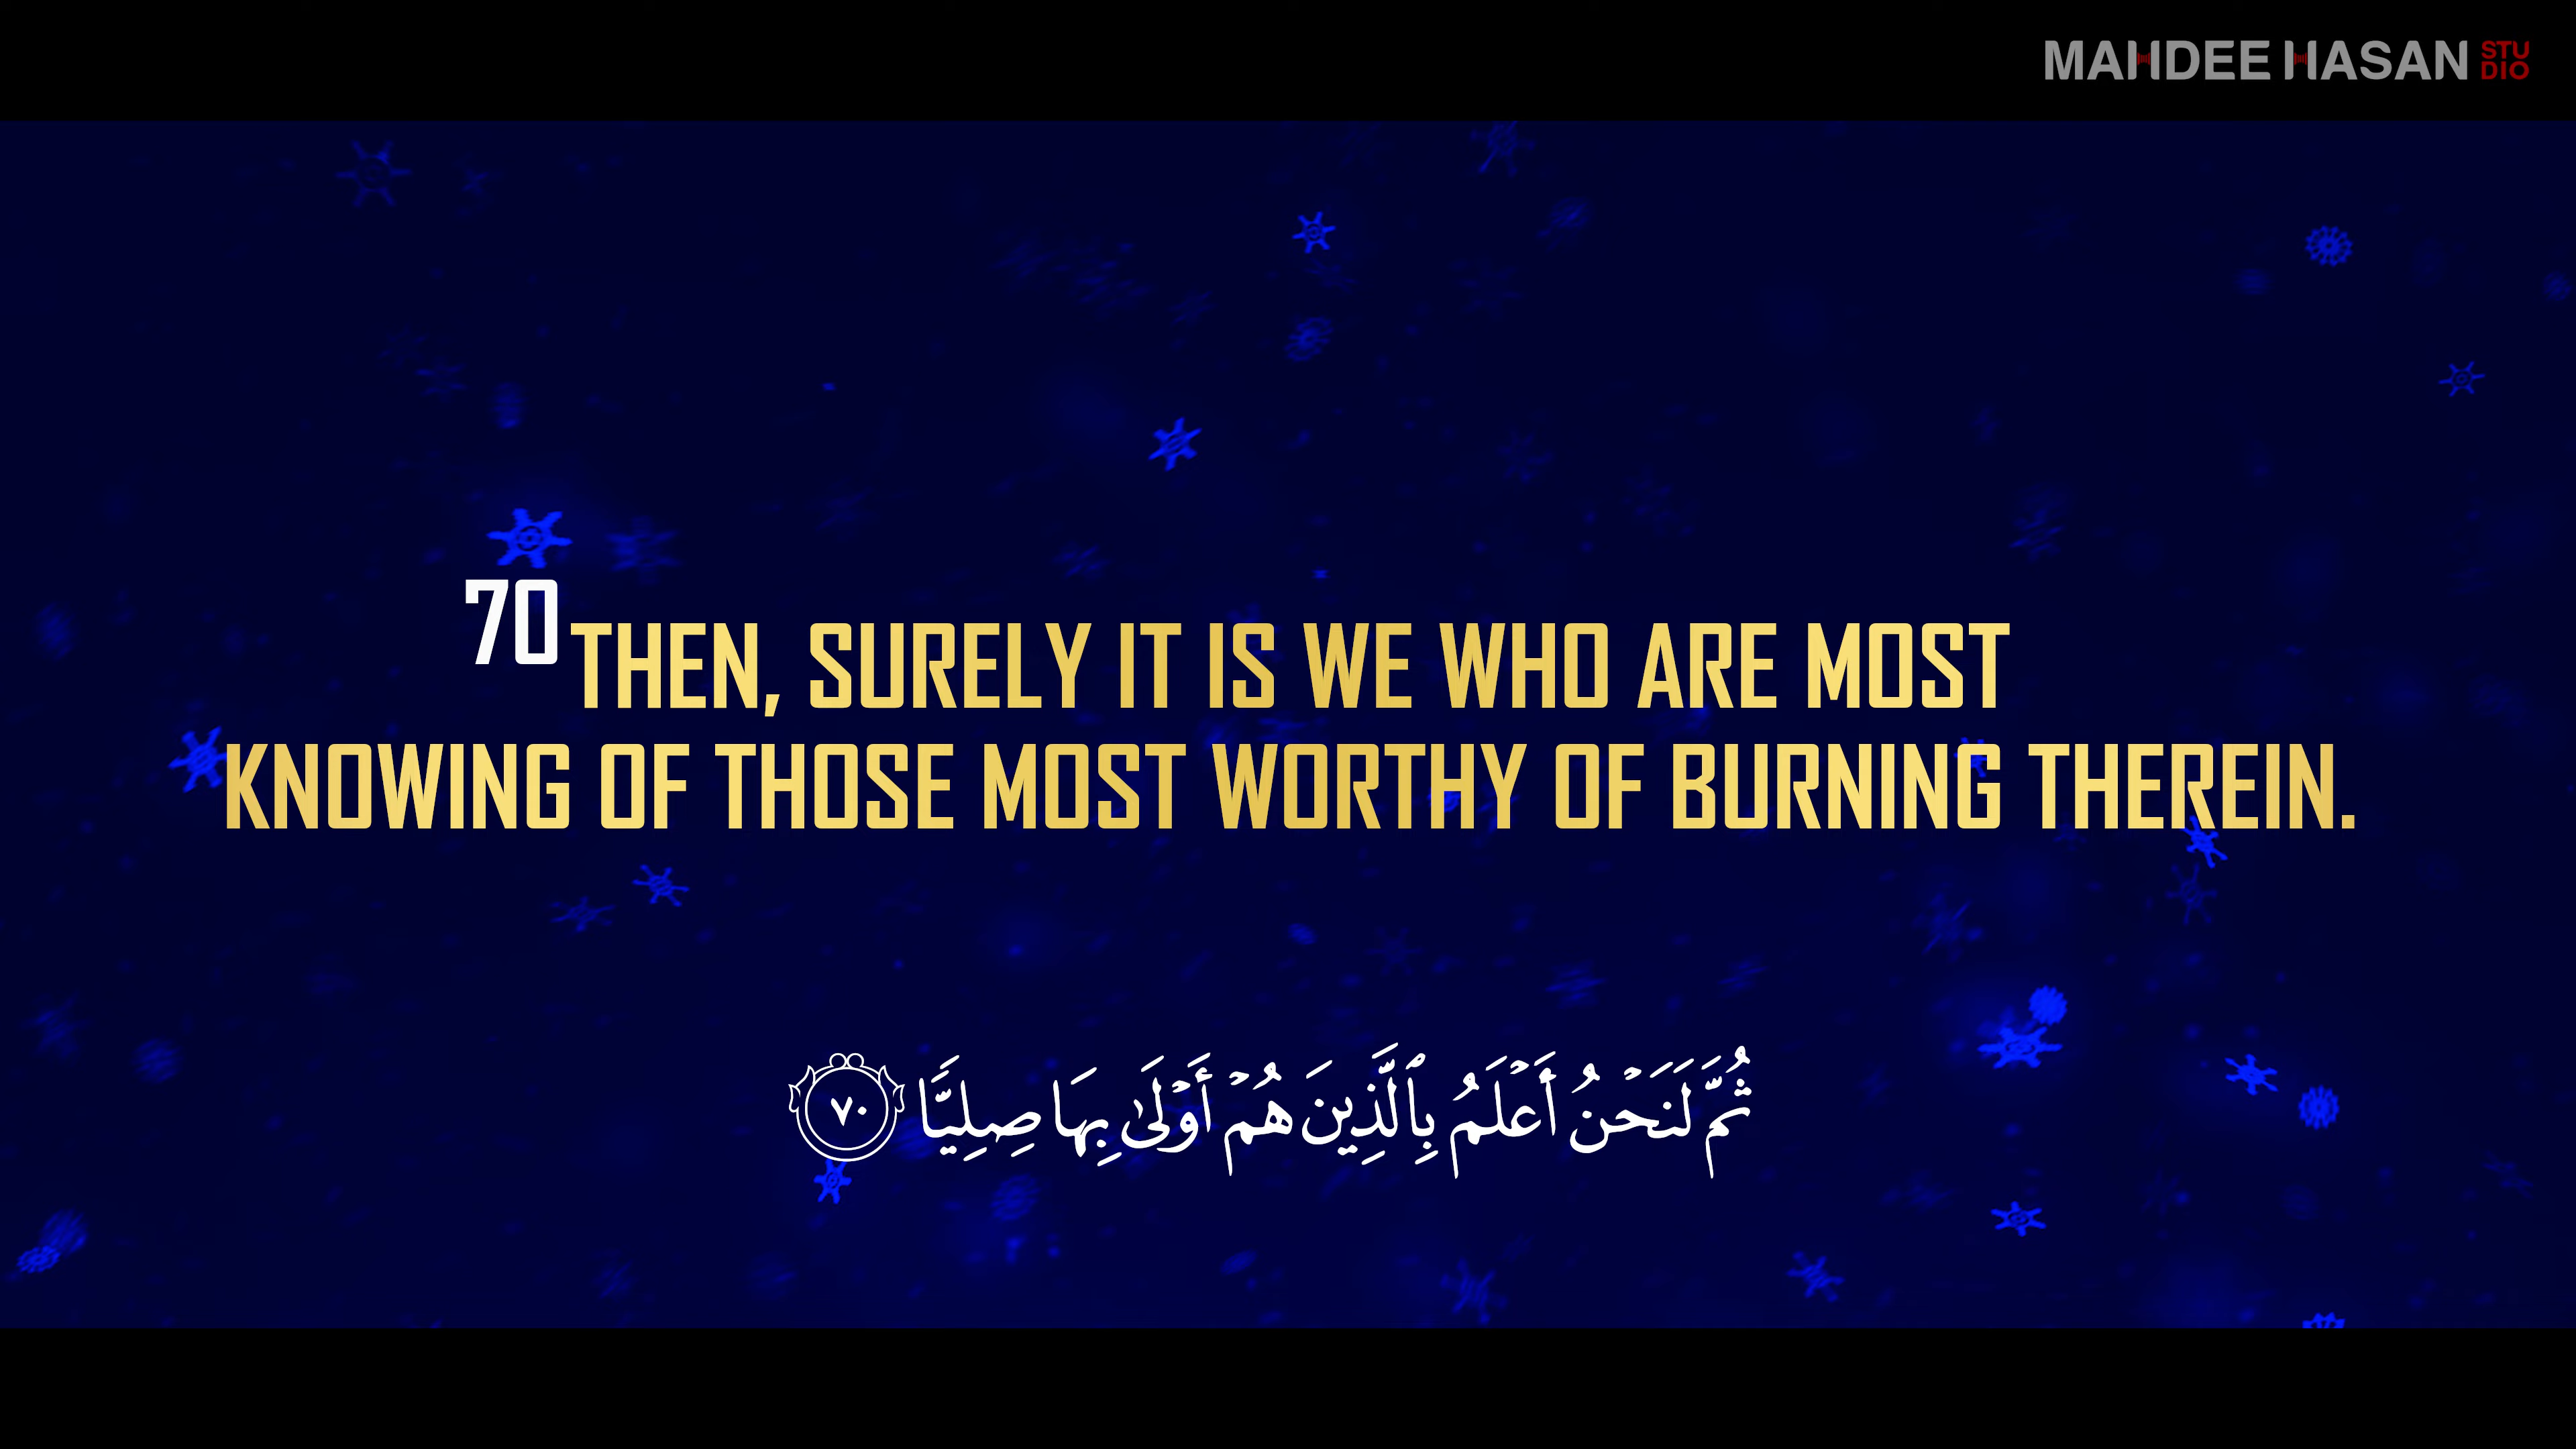 MAHDEE HASAN STUDIO
70 THEN, SURELY IT IS WE WHO ARE MOST
KNOWING OF THOSE MOST WORTHY OF BURNING THEREIN.
ثُمَّ لَنَحۡنُ أَعۡلَمُ بِٱلَّذِينَ هُمۡ أَوۡلَىٰ بِهَا صِلِيّٗا ٧٠